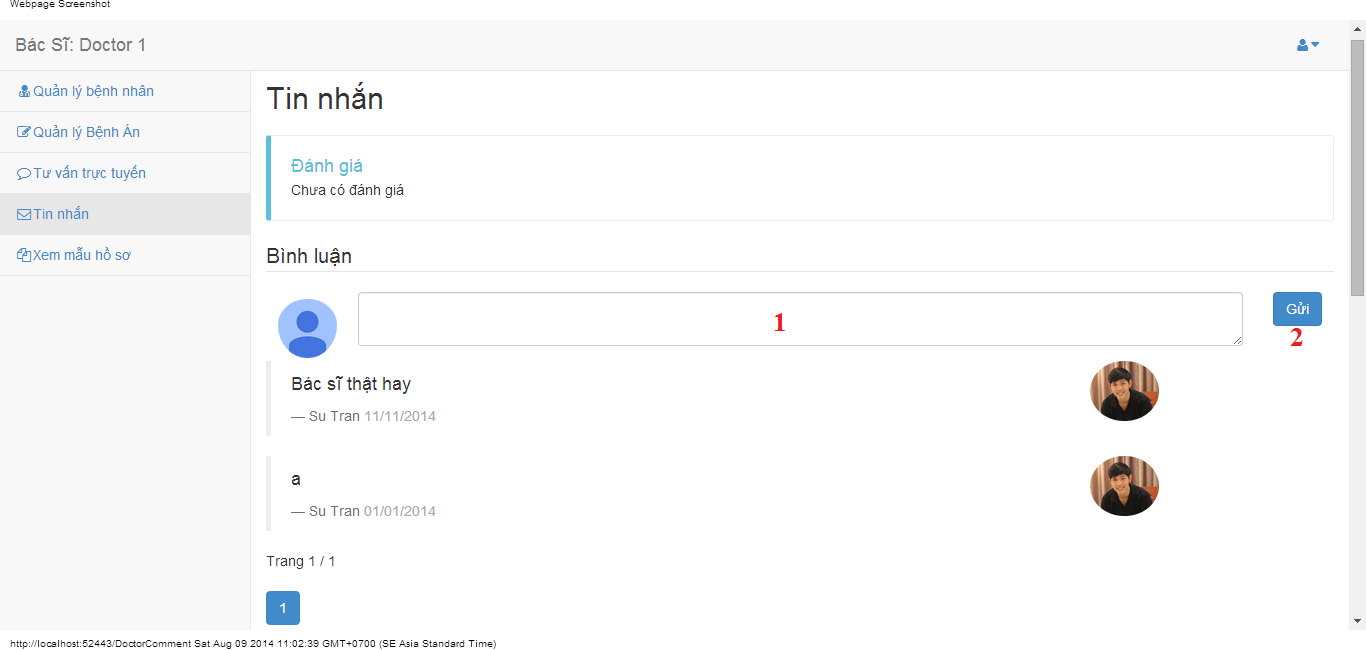 Webpage Screenshot
Bác Sĩ: Doctor 1
Quản lý bệnh nhân
Quản lý Bệnh Án
Tư vấn trực tuyến
Tin nhắn
Xem mẫu hồ sơ
Tin nhắn
Đánh giá
Chưa có đánh giá
Bình luận
1
Gửi
2
Bác sĩ thật hay
— Su Tran 11/11/2014
a
— Su Tran 01/01/2014
Trang 1 / 1
1
http://localhost:52443/DoctorComment Sat Aug 09 2014 11:02:39 GMT+0700 (SE Asia Standard Time)